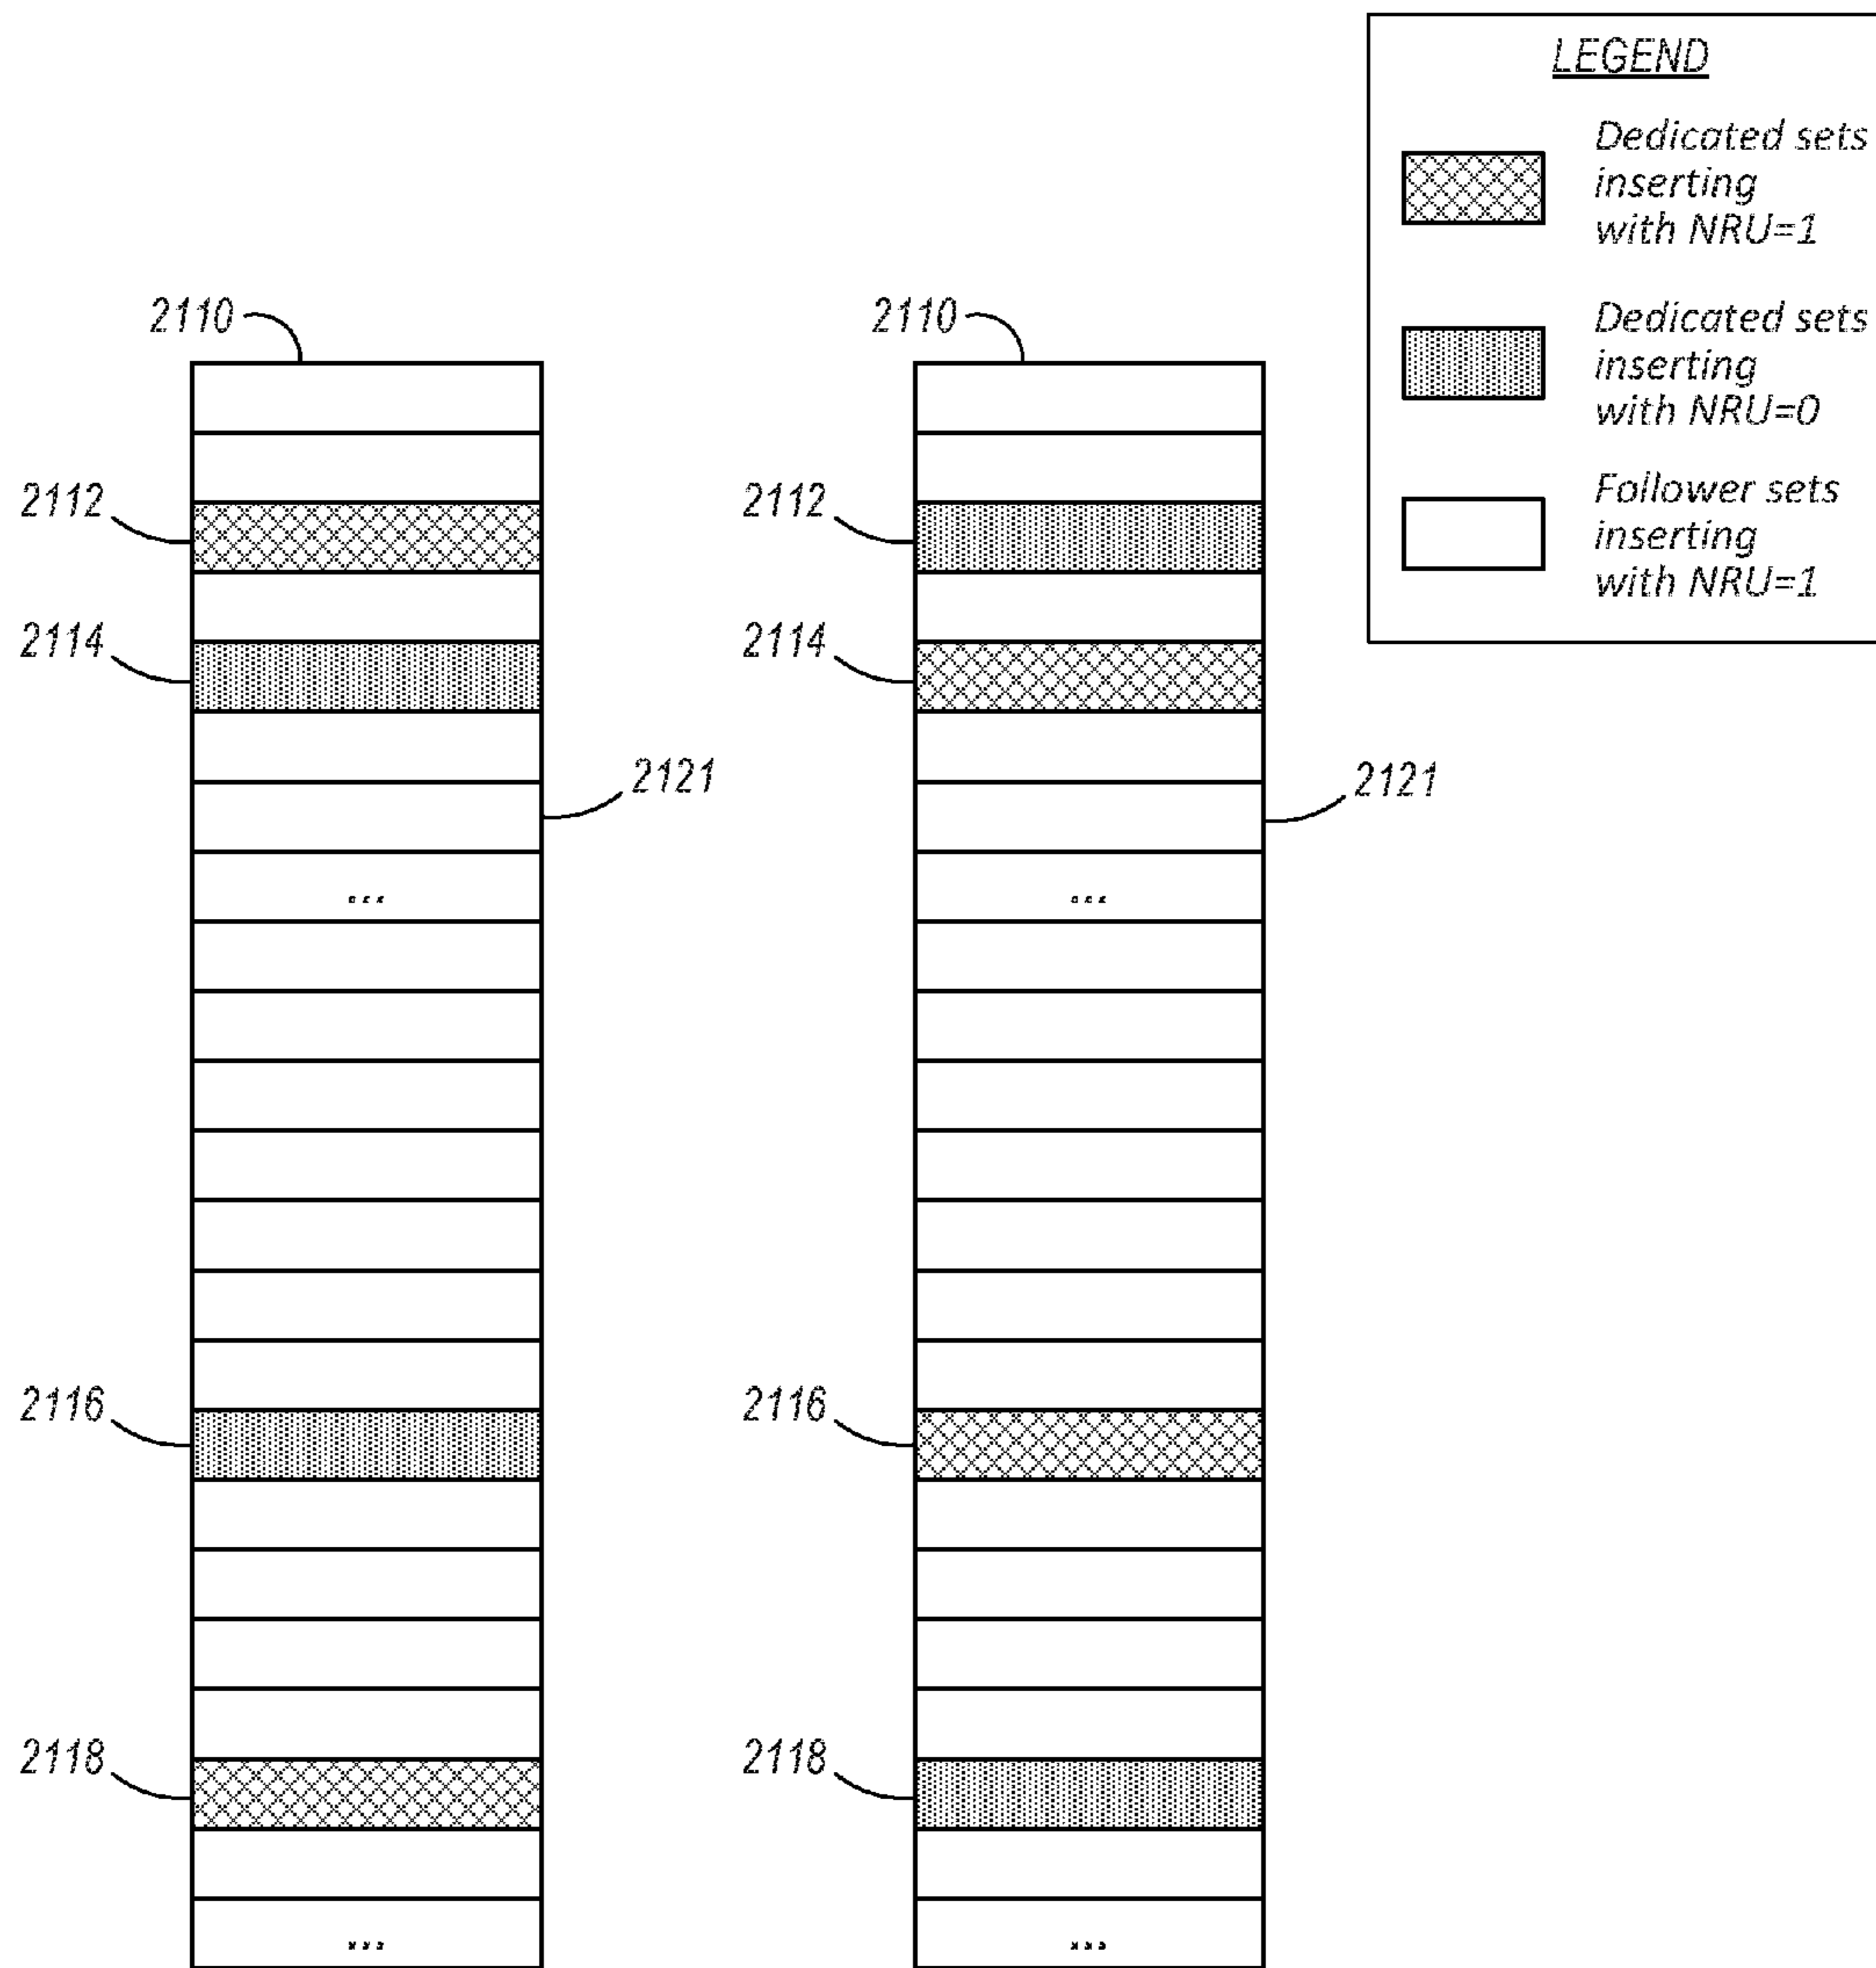 LEGEND
Dedicated sets
inserting
with NRU=1
Dedicated sets
inserting
with NRU=0
Follower sets
inserting
with NRU=1
2110
2110
2112
2112
2114
2114
2121
2121
...
...
2116
2116
2118
2118
...
...